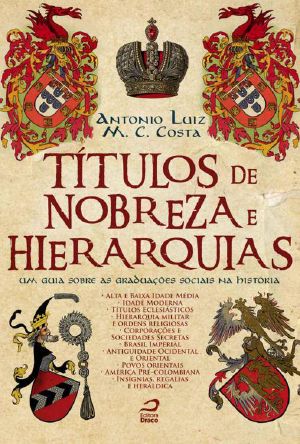 Antonio Luiz
M. C. Costa
TÍTULOS DE
NOBREZA E
HIERARQUIAS
UM GUIA SOBRE AS GRADUAÇÕES SOCIAIS NA HISTÓRIA
• Alta e Baixa Idade Média
• Idade Moderna
• Títulos Eclesiásticos
• Hierarquia militar
e ordens religiosas
• Corporações e
Sociedades Secretas
• Brasil Imperial
• Antiguidade Ocidental
e Oriental
• Povos orientais
• América Pré-Colombiana
• Insígnias, regalias
e heráldica
Editora
Draco